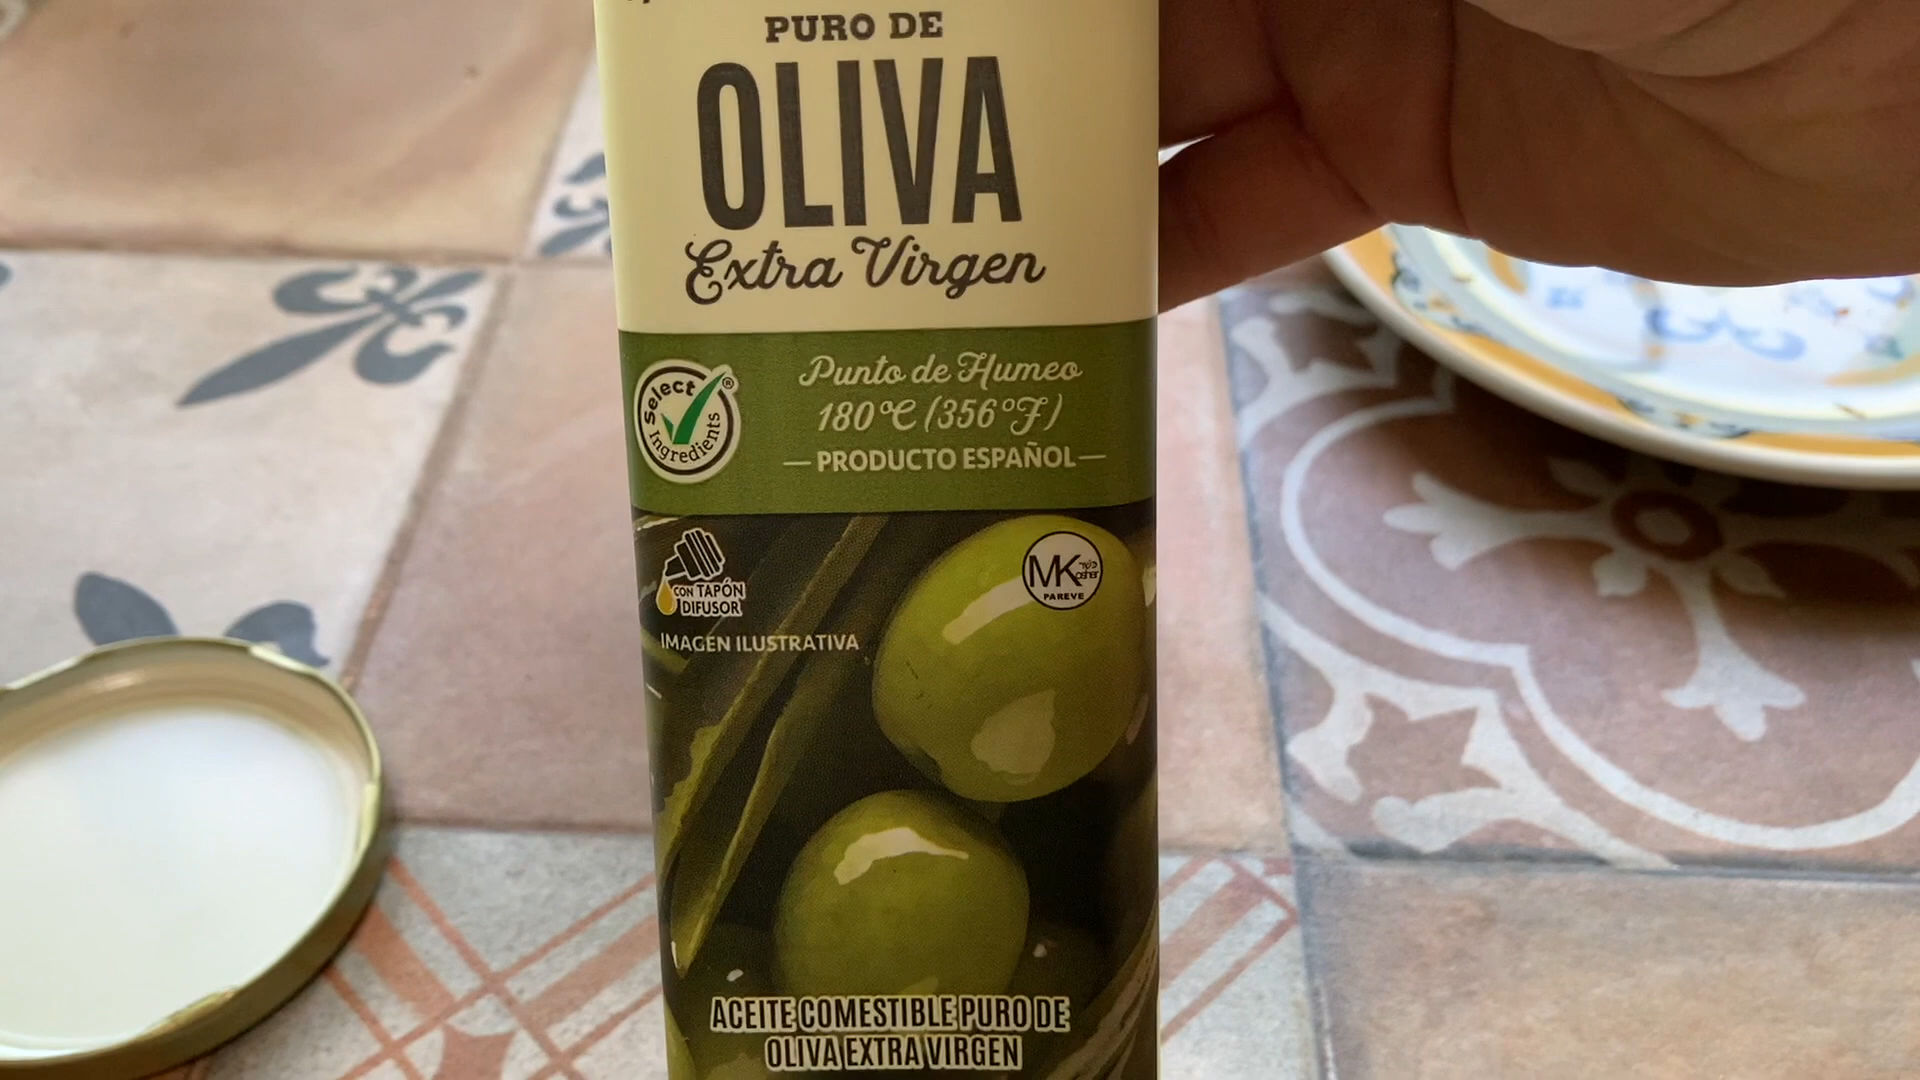 PURO DE
OLIVA
Extra Virgen
Select
Ingredients
®
Punto de Humeo
180°C (356°F)
PRODUCTO ESPAÑOL
CON TAPÓN
DIFUSOR
MKosher
PAREVE
IMAGEN ILUSTRATIVA
ACEITE COMESTIBLE PURO DE
OLIVA EXTRA VIRGEN